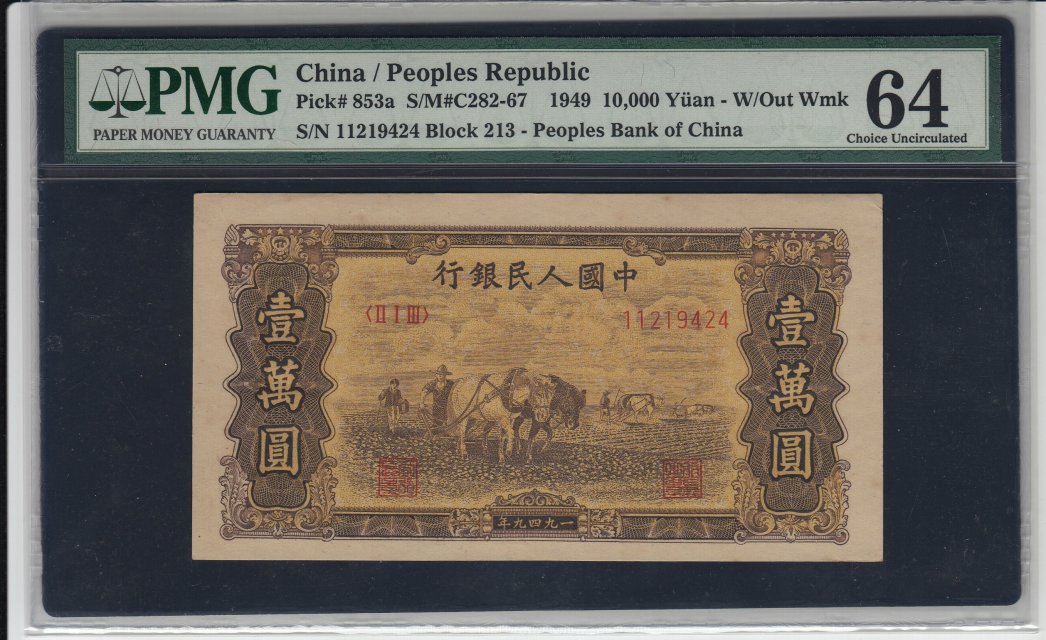 PMG
PAPER MONEY GUARANTY
China / Peoples Republic
Pick# 853a S/M#C282-67 1949 10,000 Yüan - W/Out Wmk
S/N 11219424 Block 213 - Peoples Bank of China
64
Choice Uncirculated
行銀民人國中
〈II I III〉
11219424
壹萬圓
壹萬圓
年九四九一